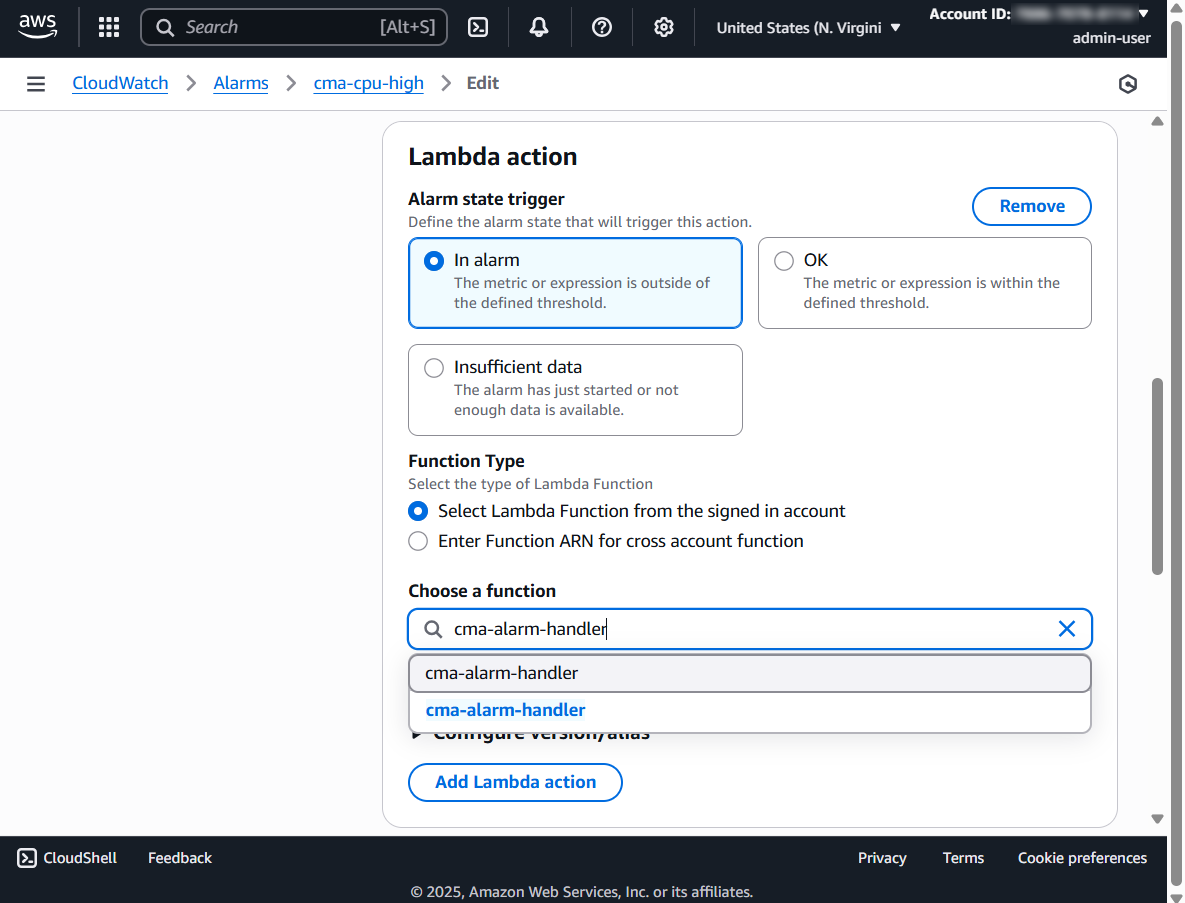 aws
Search [Alt+S]
United States (N. Virgini
Account ID:
admin-user
CloudWatch > Alarms > cma-cpu-high > Edit
Lambda action
Alarm state trigger
Define the alarm state that will trigger this action.
Remove
In alarm
The metric or expression is outside of
the defined threshold.
OK
The metric or expression is within the
defined threshold.
Insufficient data
The alarm has just started or not
enough data is available.
Function Type
Select the type of Lambda Function
Select Lambda Function from the signed in account
Enter Function ARN for cross account function
Choose a function
cma-alarm-handler
cma-alarm-handler
cma-alarm-handler
Configure version/alias
Add Lambda action
CloudShell Feedback Privacy Terms Cookie preferences
© 2025, Amazon Web Services, Inc. or its affiliates.